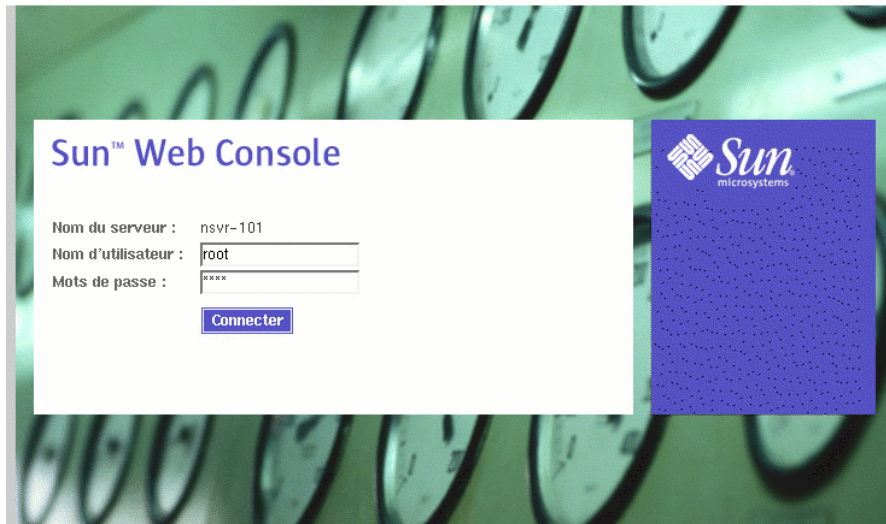 Sun™ Web Console
Sun
microsystems
Nom du serveur : nsvr-101
Nom d'utilisateur : root
Mots de passe : ****
Connecter